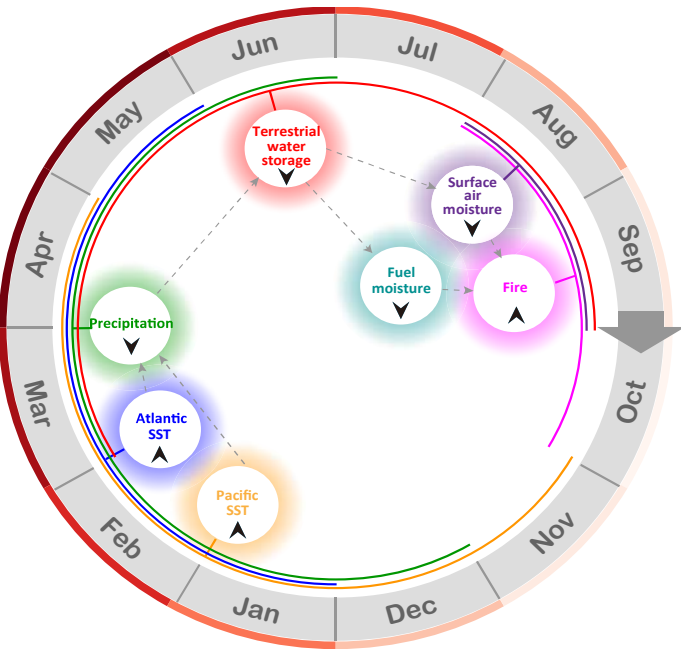 Jun
Jul
May
Aug
Terrestrial
water
storage
Surface
air
moisture
Apr
Sep
Fuel
moisture
Fire
Precipitation
Mar
Oct
Atlantic
SST
Pacific
SST
Feb
Nov
Jan
Dec